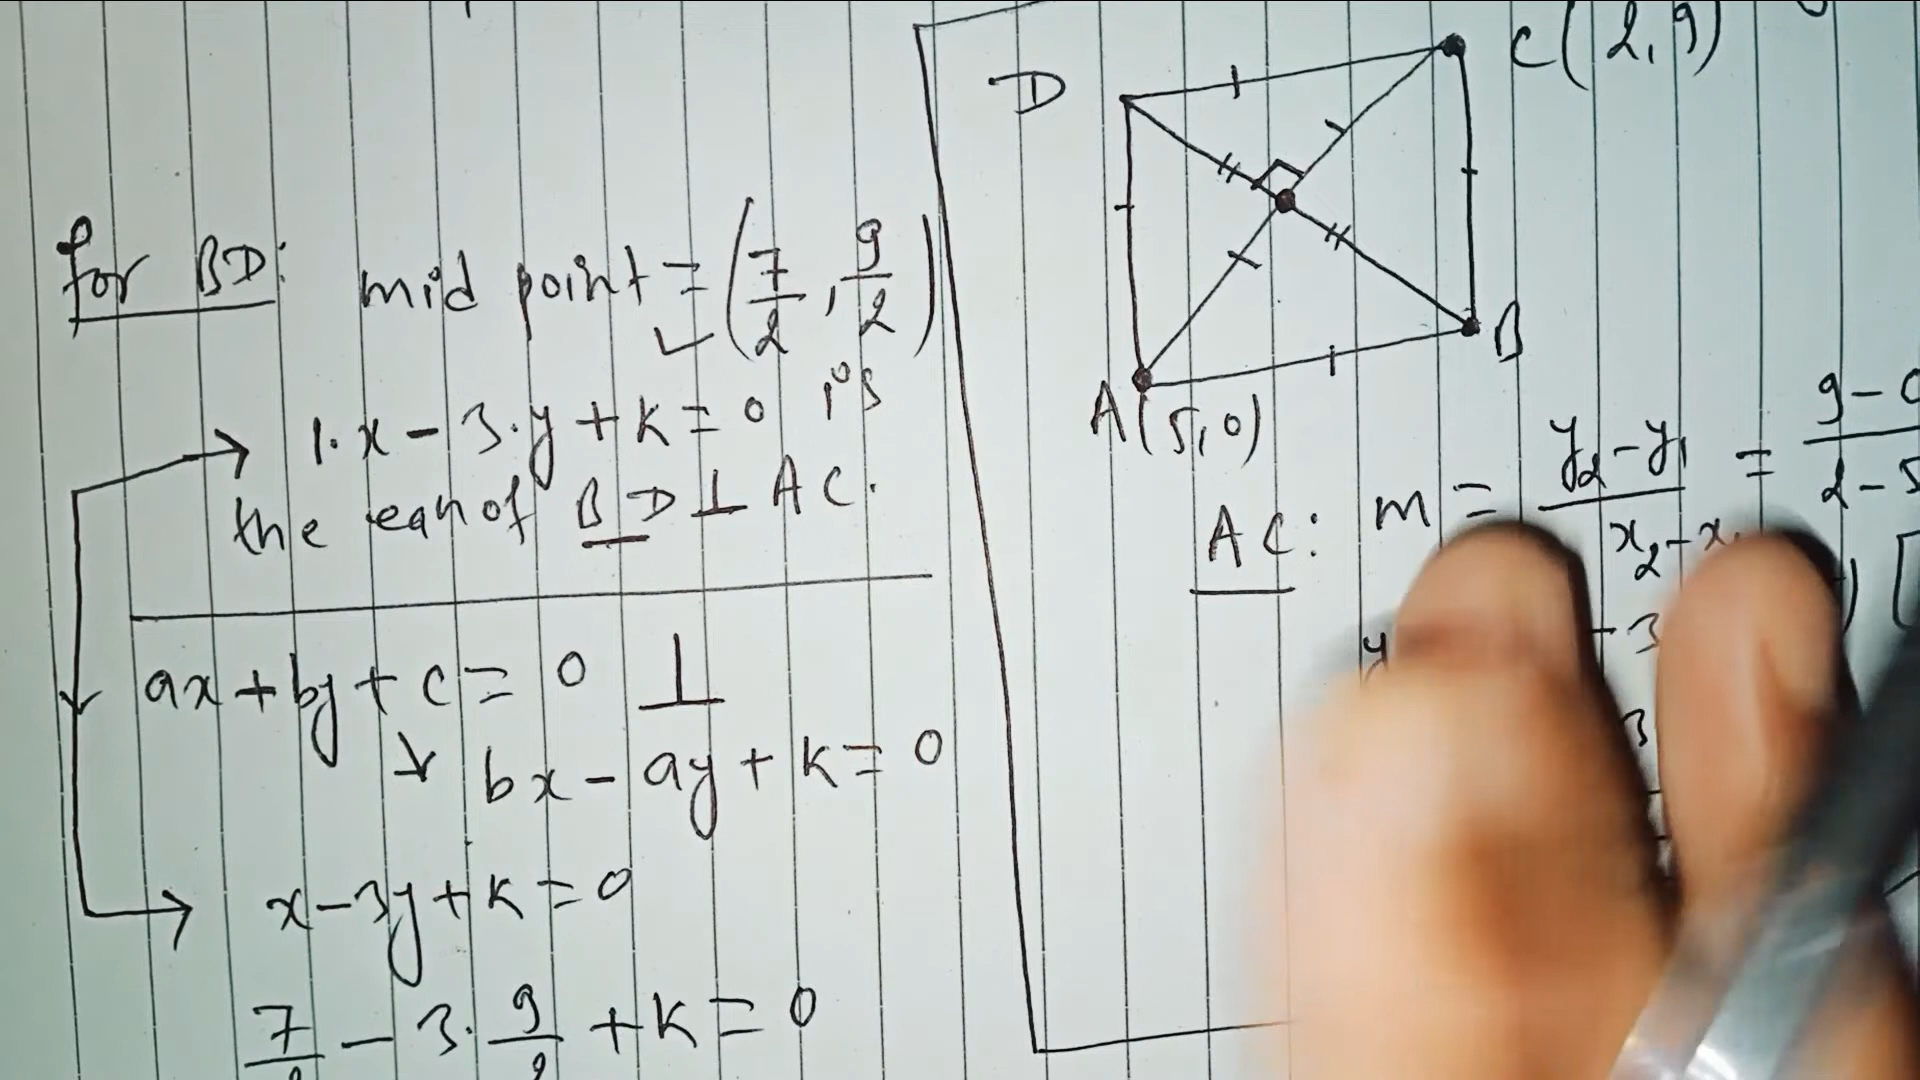 for BD: mid point = (7/2, 9/2)
1.x - 3.y + k = 0 is
the eqn of BD ⊥ AC.
ax + by + c = 0 ⊥
↘ bx - ay + k = 0
x - 3y + k = 0
7/2 - 3. 9/2 + k = 0
D
C(2,9)
B
A(5,0)
AC: m = y2-y1 / x2-x1 = 9-0 / 2-5
y
-3
3